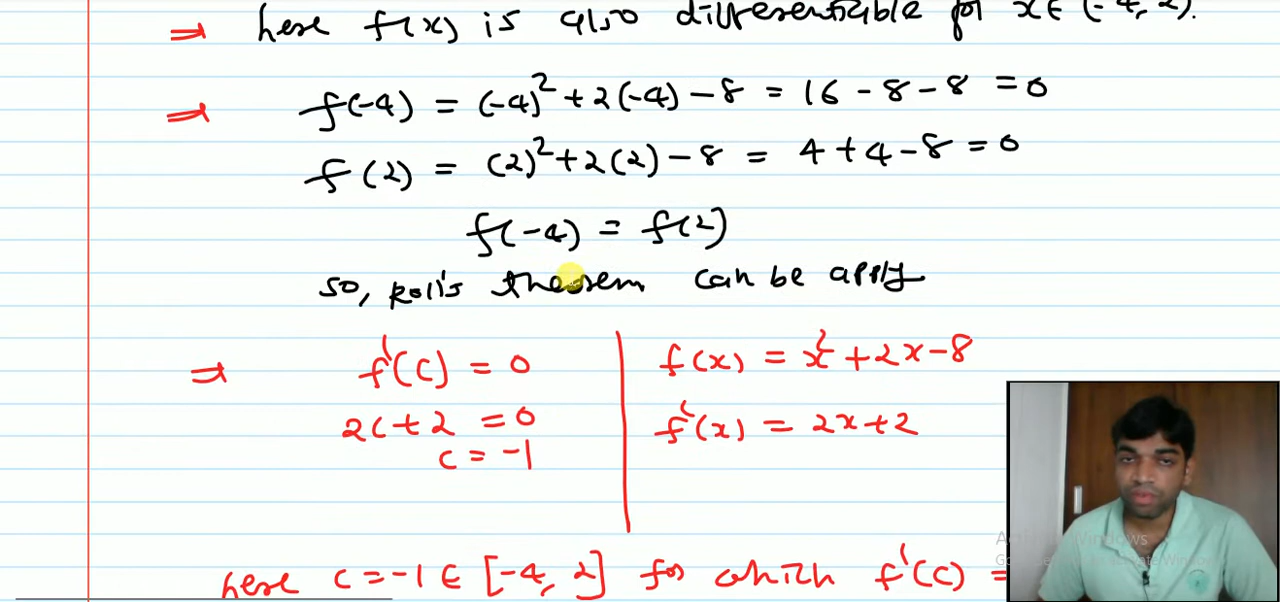 ⇒ here f(x) is also differentiable for x ∈ (-4, 2).
⇒ f(-4) = (-4)² + 2(-4) - 8 = 16 - 8 - 8 = 0
f(2) = (2)² + 2(2) - 8 = 4 + 4 - 8 = 0
f(-4) = f(2)
so, Roll's theorem can be apply
⇒ f'(c) = 0
2c + 2 = 0
c = -1
f(x) = x² + 2x - 8
f'(x) = 2x + 2
here c = -1 ∈ [-4, 2] for which f'(c) =